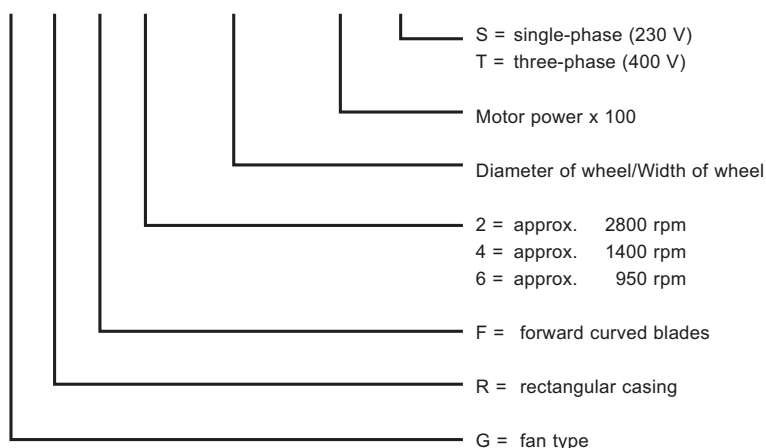 S = single-phase (230 V)
T = three-phase (400 V)
Motor power x 100
Diameter of wheel/Width of wheel
2 = approx. 2800 rpm
4 = approx. 1400 rpm
6 = approx. 950 rpm
F = forward curved blades
R = rectangular casing
G = fan type